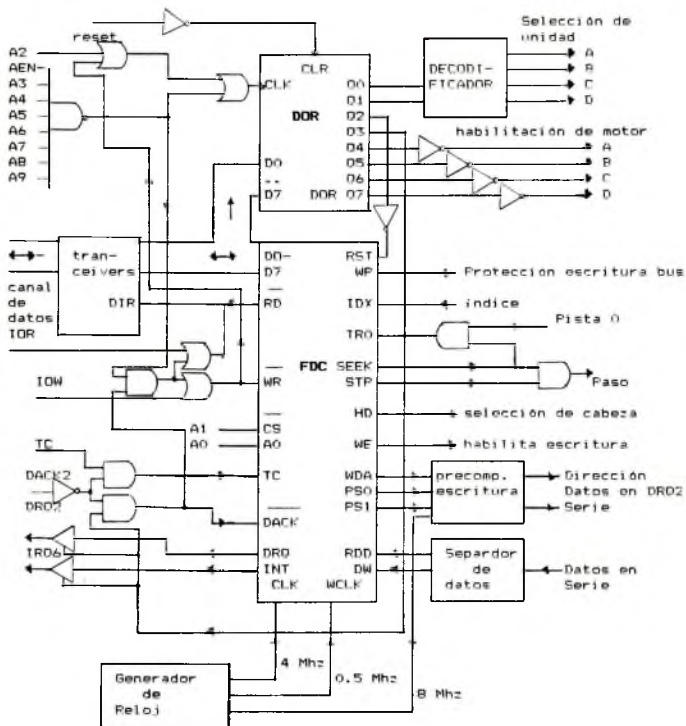 reset
A2
AEN-
A3
A4
A5
A6
A7
A8
A9
CLR
CLK
DOR
D0
D1
D2
D3
D4
D5
D6
DOR D7
D0
D7
DECODI-
FICADOR
Selección de
unidad
A
B
C
D
habilitación de motor
A
B
C
D
canal
de
datos
IOR
tran-
ceivers
DIR
IOW
A1
A0
TC
DACK2
DRQ2
IRQ6
D0-
D7
RD
FDC
WR
CS
A0
TC
DACK
DRQ
INT
CLK
WCLK
RST
WP
IDX
TRO
SEEK
STP
HD
WE
WDA
PS0
PS1
RDD
DW
Protección escritura bus
índice
Pista 0
Paso
selección de cabeza
habilita escritura
precomp.
escritura
Dirección
Datos en DRQ2
Serie
Separdor
de
datos
Datos en
Serie
Generador
de
Reloj
4 Mhz
0.5 Mhz
8 Mhz